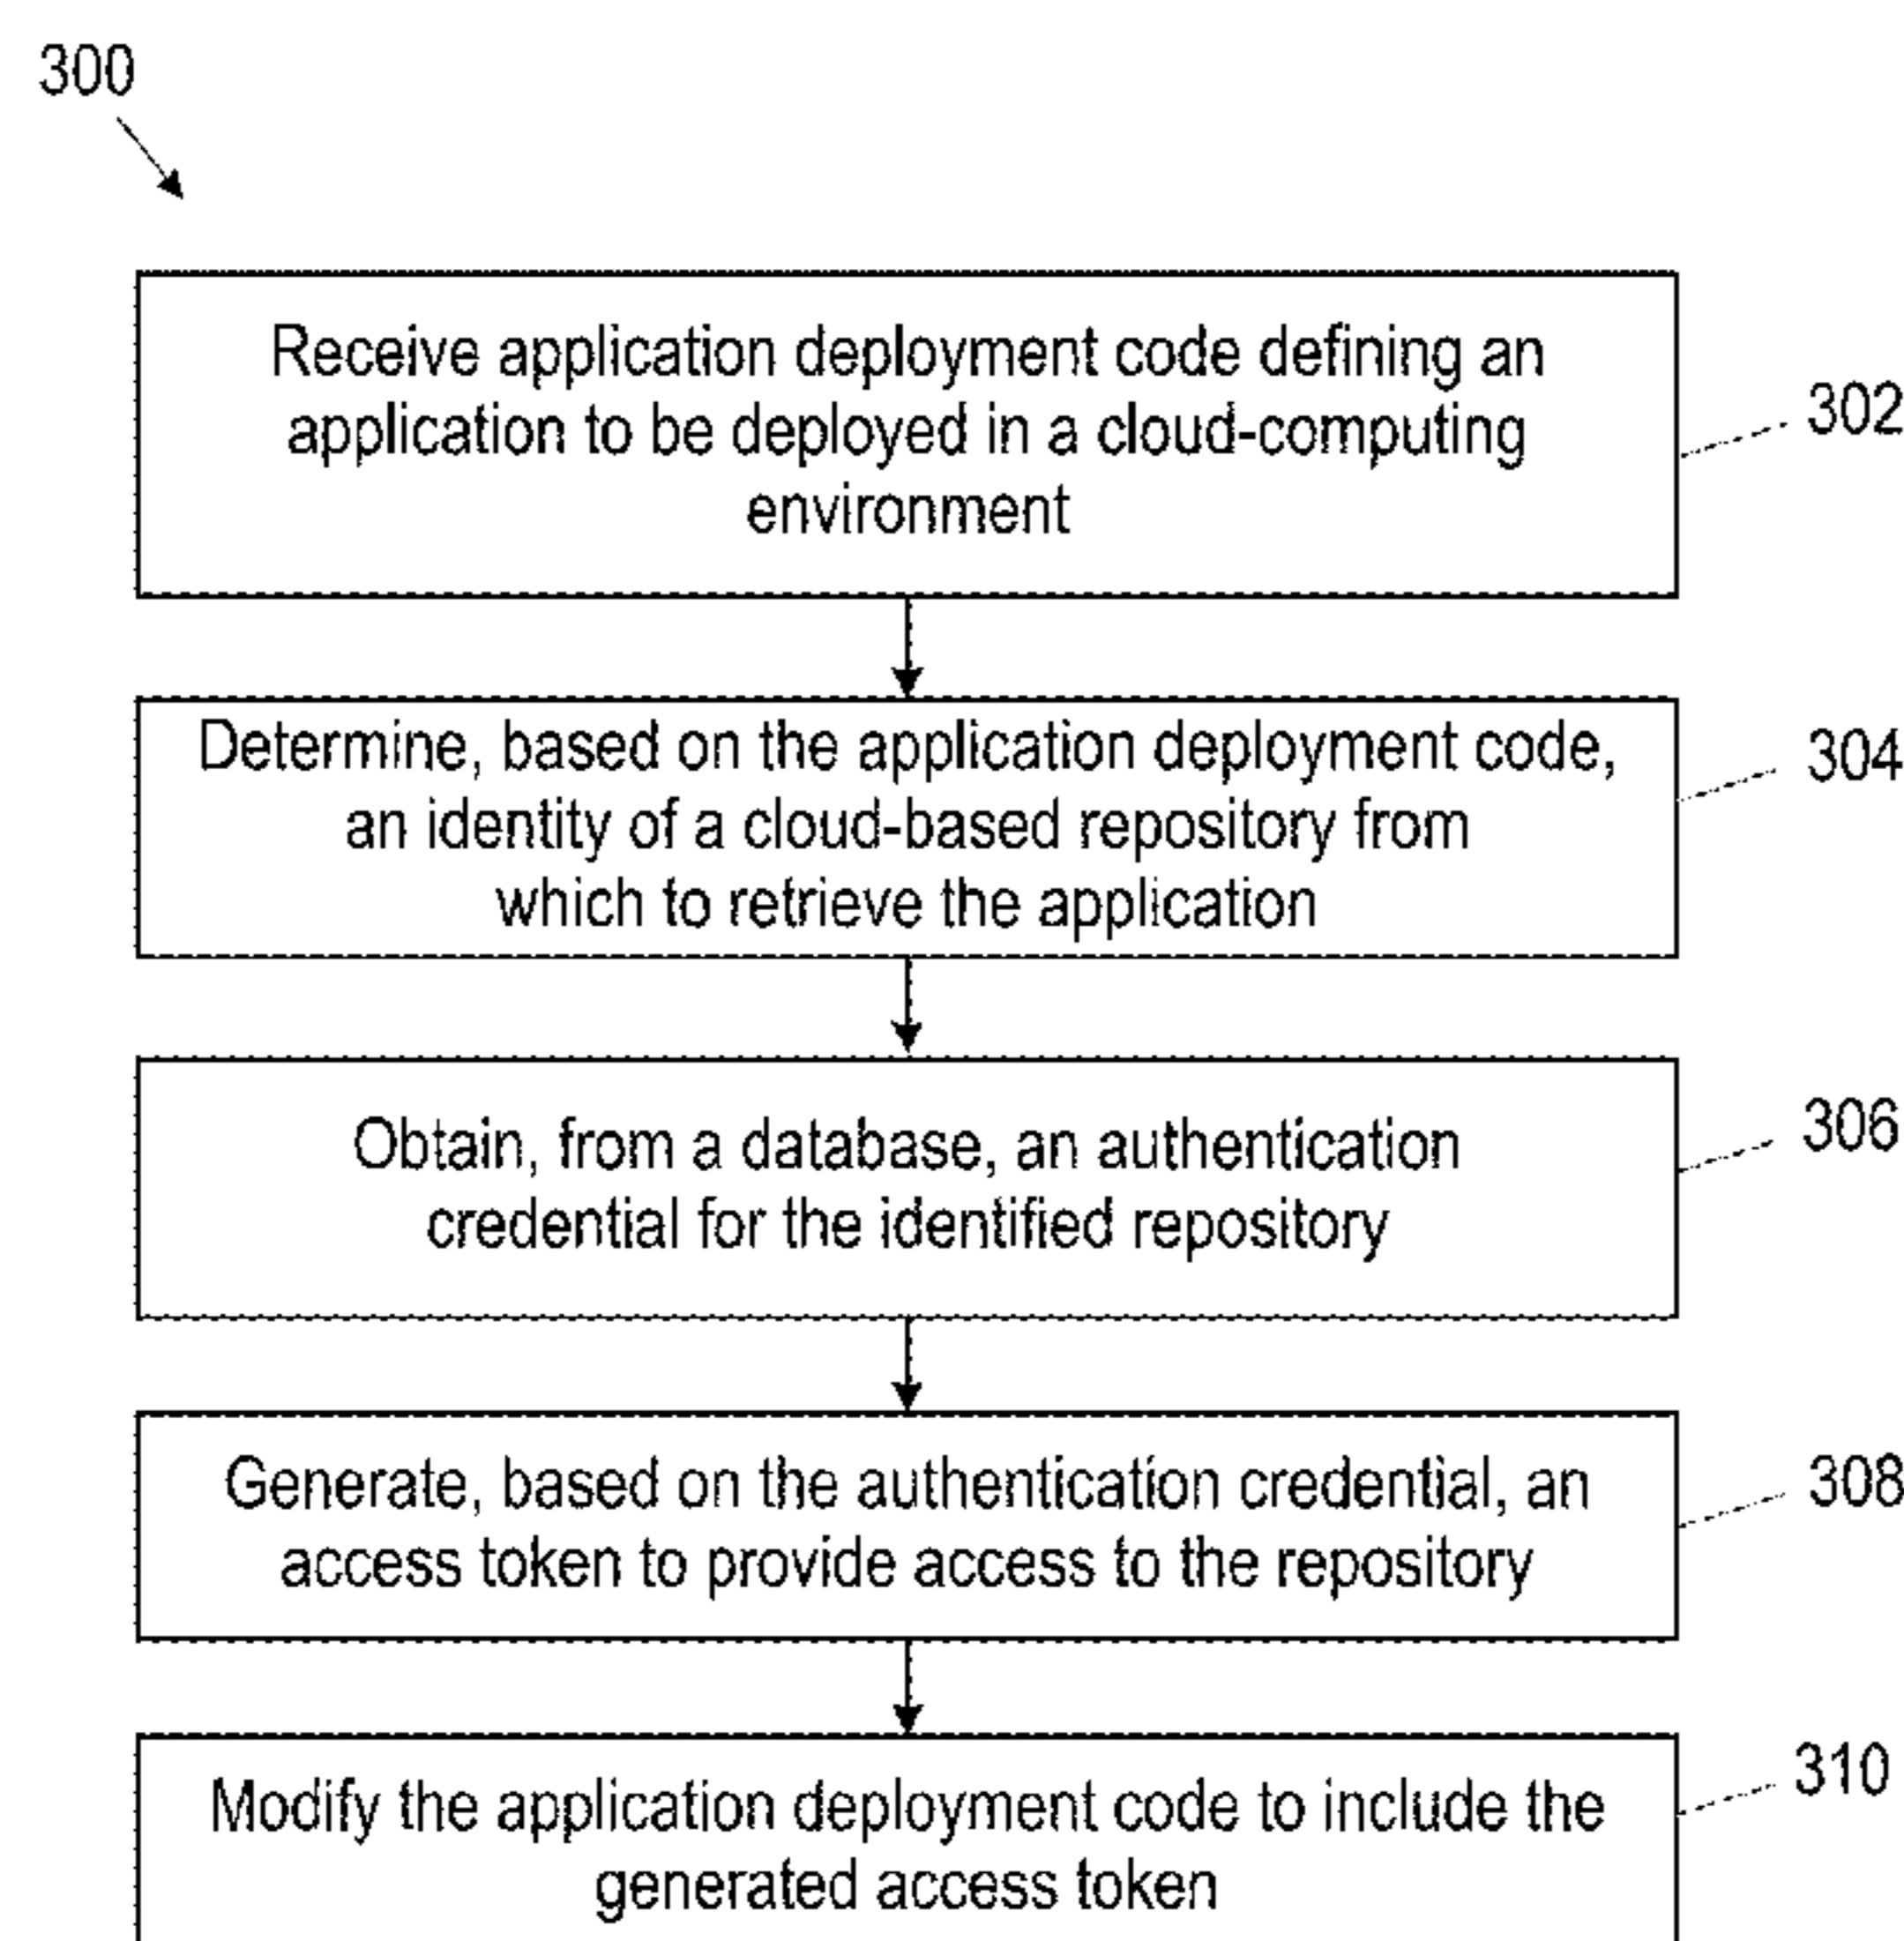 300
Receive application deployment code defining an
application to be deployed in a cloud-computing
environment
302
Determine, based on the application deployment code,
an identity of a cloud-based repository from
which to retrieve the application
304
Obtain, from a database, an authentication
credential for the identified repository
306
Generate, based on the authentication credential, an
access token to provide access to the repository
308
Modify the application deployment code to include the
generated access token
310